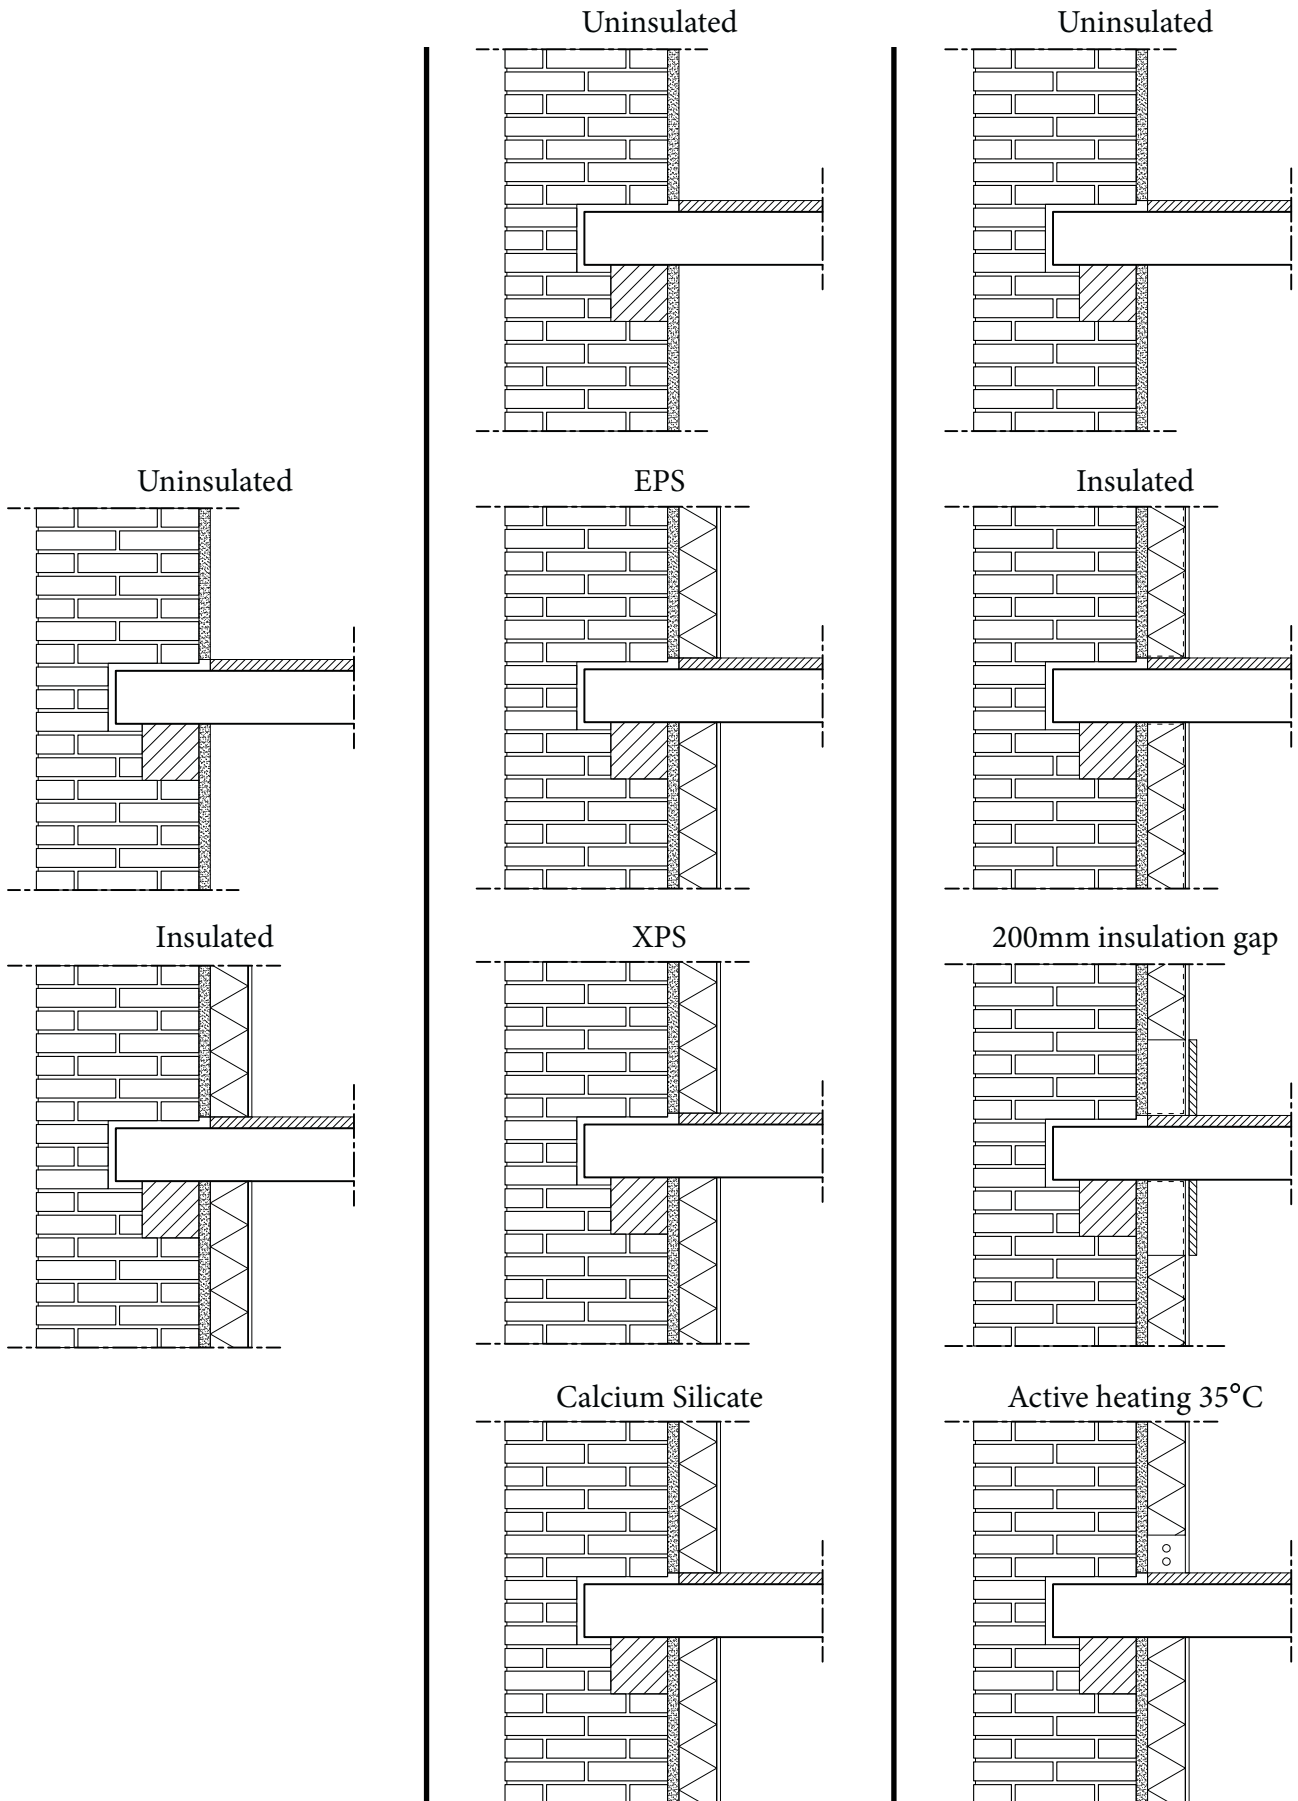 Uninsulated
Uninsulated
Uninsulated
EPS
Insulated
Insulated
XPS
200mm insulation gap
Calcium Silicate
Active heating 35°C